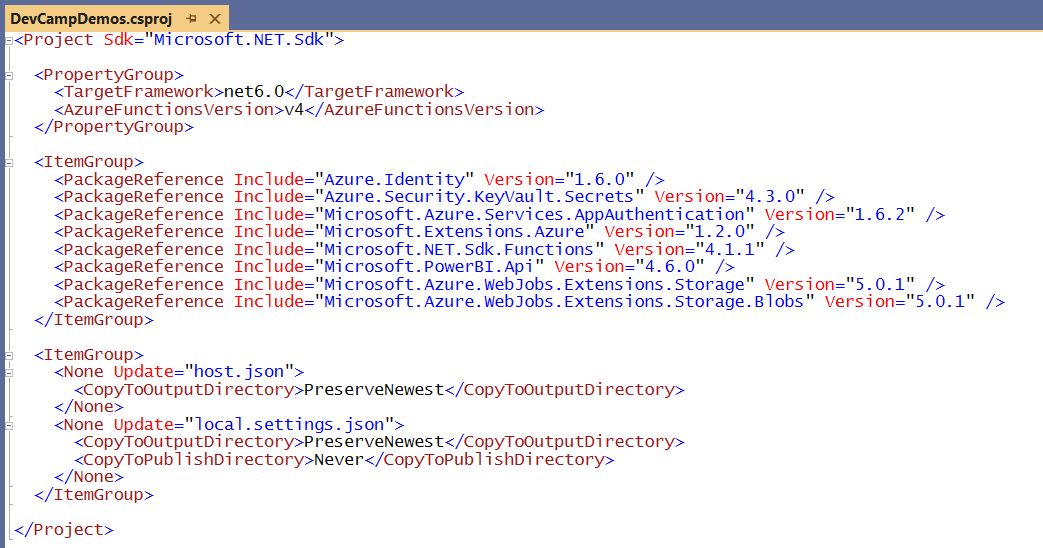 DevCampDemos.csproj
<Project Sdk="Microsoft.NET.Sdk">
<PropertyGroup>
<TargetFramework>net6.0</TargetFramework>
<AzureFunctionsVersion>v4</AzureFunctionsVersion>
</PropertyGroup>
<ItemGroup>
<PackageReference Include="Azure.Identity" Version="1.6.0" />
<PackageReference Include="Azure.Security.KeyVault.Secrets" Version="4.3.0" />
<PackageReference Include="Microsoft.Azure.Services.AppAuthentication" Version="1.6.2" />
<PackageReference Include="Microsoft.Extensions.Azure" Version="1.2.0" />
<PackageReference Include="Microsoft.NET.Sdk.Functions" Version="4.1.1" />
<PackageReference Include="Microsoft.PowerBI.Api" Version="4.6.0" />
<PackageReference Include="Microsoft.Azure.WebJobs.Extensions.Storage" Version="5.0.1" />
<PackageReference Include="Microsoft.Azure.WebJobs.Extensions.Storage.Blobs" Version="5.0.1" />
</ItemGroup>
<ItemGroup>
<None Update="host.json">
<CopyToOutputDirectory>PreserveNewest</CopyToOutputDirectory>
</None>
<None Update="local.settings.json">
<CopyToOutputDirectory>PreserveNewest</CopyToOutputDirectory>
<CopyToPublishDirectory>Never</CopyToPublishDirectory>
</None>
</ItemGroup>
</Project>